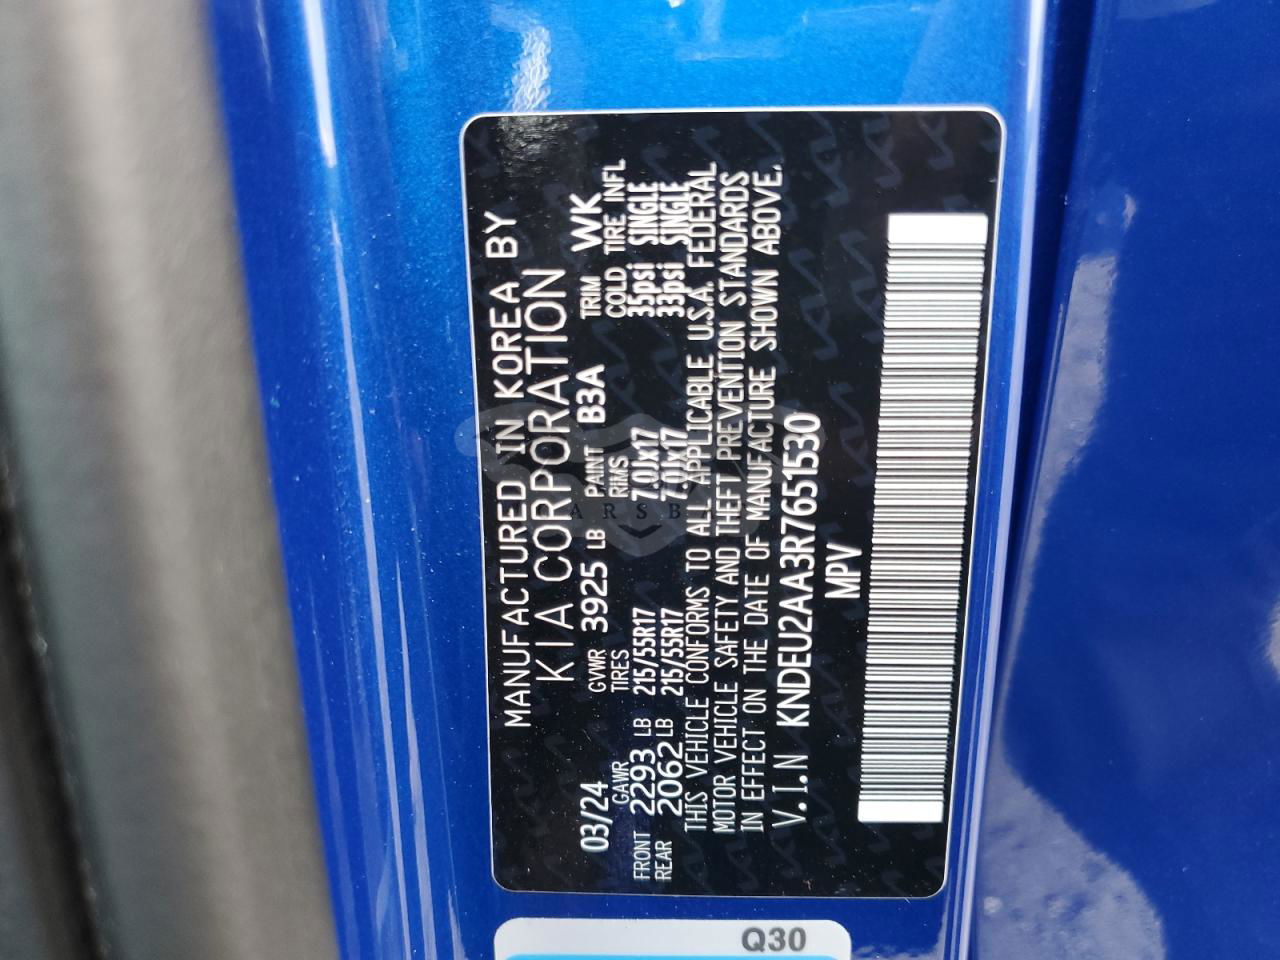 MANUFACTURED IN KOREA BY
KIA CORPORATION
03/24 GVWR 3925 LB PAINT B3A TRIM WK
GAWR TIRES RIMS COLD TIRE INFL
FRONT 2293 LB 215/55R17 7.0Jx17 35psi SINGLE
REAR 2062 LB 215/55R17 7.0Jx17 33psi SINGLE
THIS VEHICLE CONFORMS TO ALL APPLICABLE U.S.A. FEDERAL
MOTOR VEHICLE SAFETY AND THEFT PREVENTION STANDARDS
IN EFFECT ON THE DATE OF MANUFACTURE SHOWN ABOVE.
V.I.N KNDEU2AA3R7651530
MPV
Q30